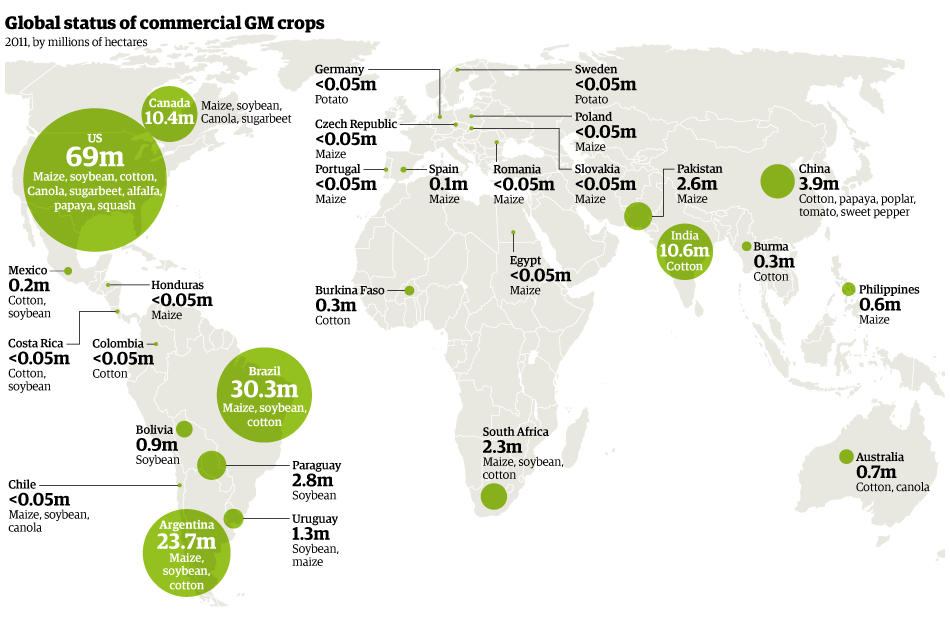 Global status of commercial GM crops
2011, by millions of hectares
Canada
10.4m
Maize, soybean,
Canola, sugarbeet
US
69m
Maize, soybean, cotton,
Canola, sugarbeet, alfalfa,
papaya, squash
Mexico
0.2m
Cotton,
soybean
Honduras
<0.05m
Maize
Costa Rica
<0.05m
Cotton,
soybean
Colombia
<0.05m
Cotton
Brazil
30.3m
Maize, soybean,
cotton
Bolivia
0.9m
Soybean
Paraguay
2.8m
Soybean
Chile
<0.05m
Maize, soybean,
canola
Argentina
23.7m
Maize,
soybean,
cotton
Uruguay
1.3m
Soybean,
maize
Germany
<0.05m
Potato
Sweden
<0.05m
Potato
Czech Republic
<0.05m
Maize
Poland
<0.05m
Maize
Portugal
<0.05m
Maize
Spain
0.1m
Maize
Romania
<0.05m
Maize
Slovakia
<0.05m
Maize
Pakistan
2.6m
Maize
China
3.9m
Cotton, papaya, poplar,
tomato, sweet pepper
India
10.6m
Cotton
Burma
0.3m
Cotton
Egypt
<0.05m
Maize
Burkina Faso
0.3m
Cotton
Philippines
0.6m
Maize
South Africa
2.3m
Maize, soybean,
cotton
Australia
0.7m
Cotton, canola